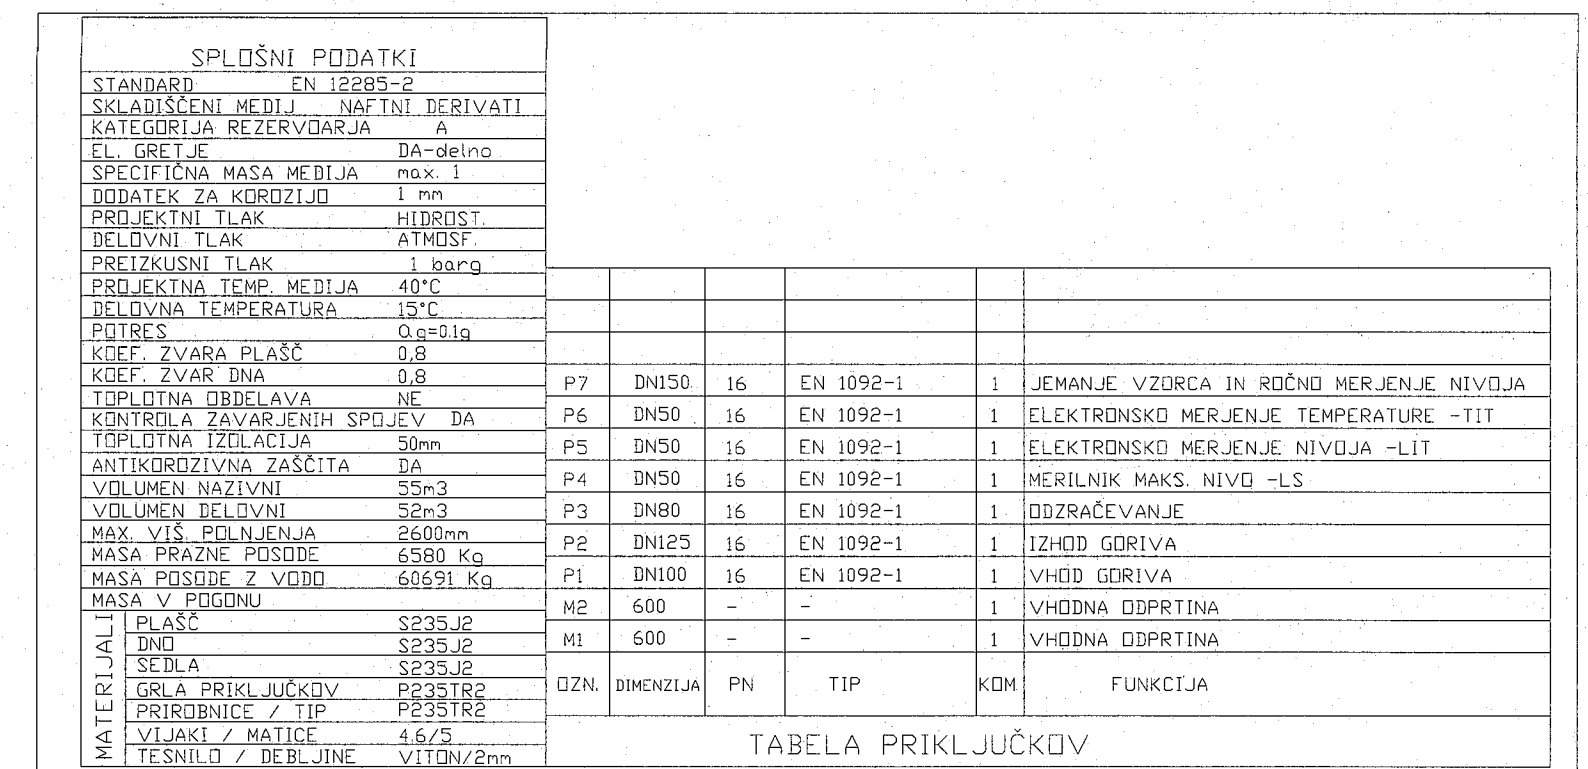 SPLOŠNI PODATKI
STANDARD EN 12285-2
SKLADIŠČENI MEDIJ NAFTNI DERIVATI
KATEGORIJA REZERVOARJA A
EL. GRETJE DA-delno
SPECIFIČNA MASA MEDIJA max. 1
DODATEK ZA KOROZIJO 1 mm
PROJEKTNI TLAK HIDROST.
DELOVNI TLAK ATMOSF.
PREIZKUSNI TLAK 1 barg
PROJEKTNA TEMP. MEDIJA 40°C
DELOVNA TEMPERATURA 15°C
POTRES ag=0.1g
KOEF. ZVARA PLAŠČ 0,8
KOEF. ZVAR DNA 0,8
TOPLOTNA OBDELAVA NE
KONTROLA ZAVARJENIH SPOJEV DA
TOPLOTNA IZOLACIJA 50mm
ANTIKOROZIVNA ZAŠČITA DA
VOLUMEN NAZIVNI 55m3
VOLUMEN DELOVNI 52m3
MAX. VIŠ. POLNJENJA 2600mm
MASA PRAZNE POSODE 6580 Kg
MASA POSODE Z VODO 60691 Kg
MASA V POGONU
MATERIJALI
PLAŠČ S235J2
DNO S235J2
SEDLA S235J2
GRLA PRIKLJUČKOV P235TR2
PRIROBNICE / TIP P235TR2
VIJAKI / MATICE 4.6/5
TESNILO / DEBLJINE VITON/2mm
P7 DN150 16 EN 1092-1 1 JEMANJE VZORCA IN ROČNO MERJENJE NIVOJA
P6 DN50 16 EN 1092-1 1 ELEKTRONSKO MERJENJE TEMPERATURE -TIT
P5 DN50 16 EN 1092-1 1 ELEKTRONSKO MERJENJE NIVOJA -LIT
P4 DN50 16 EN 1092-1 1 MERILNIK MAKS. NIVO -LS
P3 DN80 16 EN 1092-1 1 ODZRAČEVANJE
P2 DN125 16 EN 1092-1 1 IZHOD GORIVA
P1 DN100 16 EN 1092-1 1 VHOD GORIVA
M2 600 - - 1 VHODNA ODPRTINA
M1 600 - - 1 VHODNA ODPRTINA
OZN. DIMENZIJA PN TIP KOM FUNKCIJA
TABELA PRIKLJUČKOV